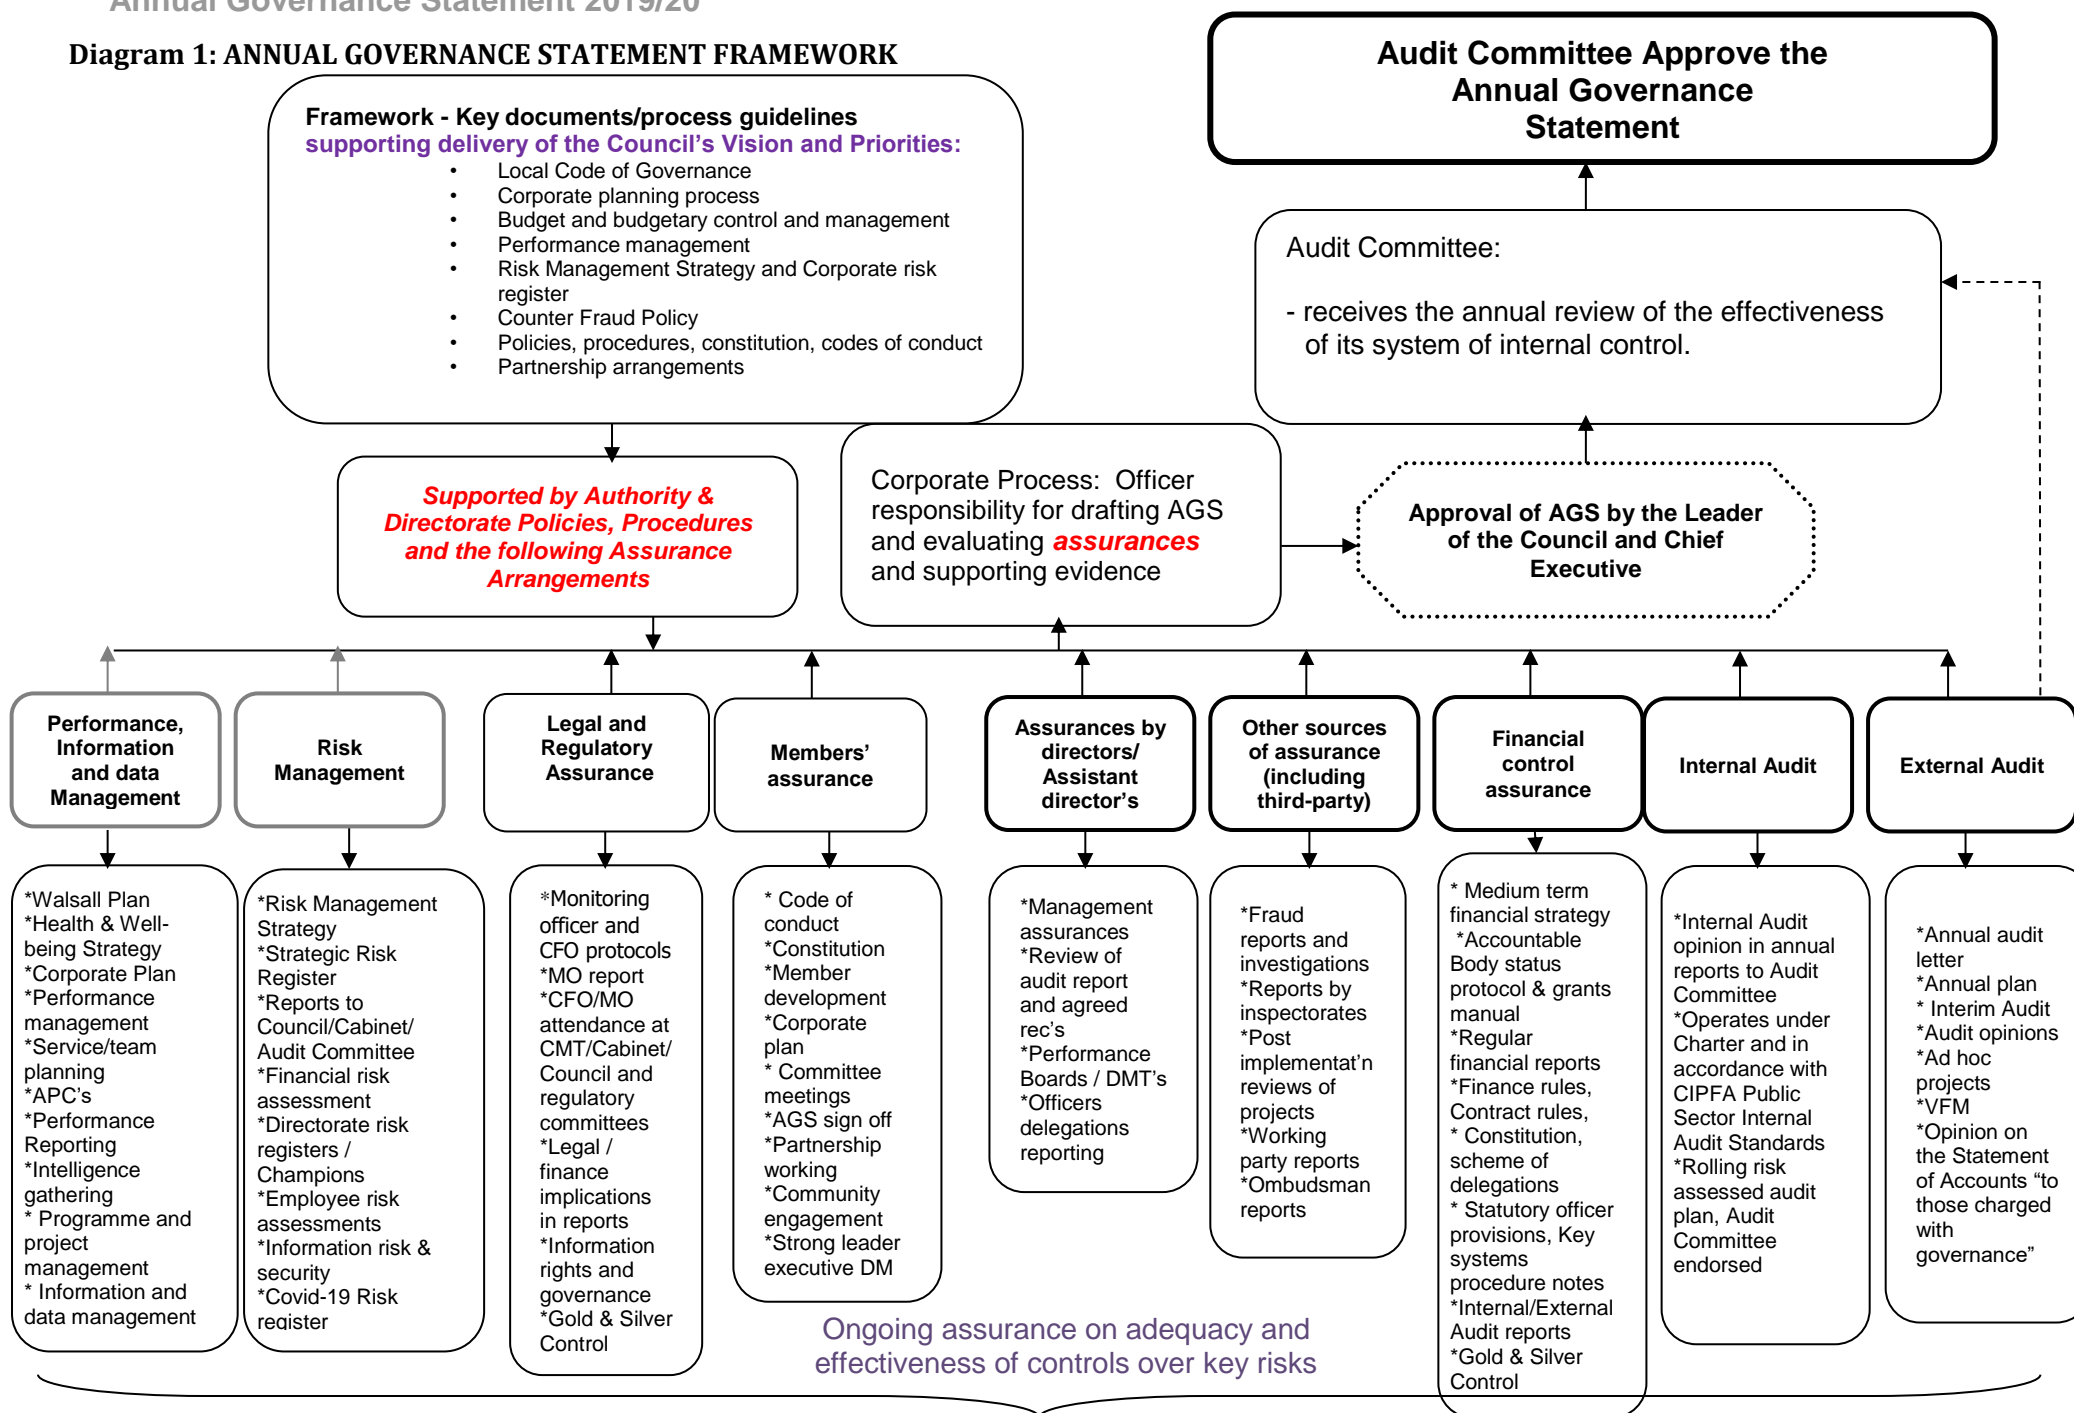 Annual Governance Statement 2019/20
Diagram 1: ANNUAL GOVERNANCE STATEMENT FRAMEWORK
Audit Committee Approve the
Annual Governance
Statement
Framework - Key documents/process guidelines
supporting delivery of the Council’s Vision and Priorities:
• Local Code of Governance
• Corporate planning process
• Budget and budgetary control and management
• Performance management
• Risk Management Strategy and Corporate risk
register
• Counter Fraud Policy
• Policies, procedures, constitution, codes of conduct
• Partnership arrangements
Audit Committee:
- receives the annual review of the effectiveness
of its system of internal control.
Supported by Authority &
Directorate Policies, Procedures
and the following Assurance
Arrangements
Corporate Process: Officer
responsibility for drafting AGS
and evaluating assurances
and supporting evidence
Approval of AGS by the Leader
of the Council and Chief
Executive
Performance,
Information
and data
Management
Risk
Management
Legal and
Regulatory
Assurance
Members’
assurance
Assurances by
directors/
Assistant
director’s
Other sources
of assurance
(including
third-party)
Financial
control
assurance
Internal Audit
External Audit
*Walsall Plan
*Health & Well-
being Strategy
*Corporate Plan
*Performance
management
*Service/team
planning
*APC’s
*Performance
Reporting
*Intelligence
gathering
* Programme and
project
management
* Information and
data management
*Risk Management
Strategy
*Strategic Risk
Register
*Reports to
Council/Cabinet/
Audit Committee
*Financial risk
assessment
*Directorate risk
registers /
Champions
*Employee risk
assessments
*Information risk &
security
*Covid-19 Risk
register
*Monitoring
officer and
CFO protocols
*MO report
*CFO/MO
attendance at
CMT/Cabinet/
Council and
regulatory
committees
*Legal /
finance
implications
in reports
*Information
rights and
governance
*Gold & Silver
Control
* Code of
conduct
*Constitution
*Member
development
*Corporate
plan
* Committee
meetings
*AGS sign off
*Partnership
working
*Community
engagement
*Strong leader
executive DM
*Management
assurances
*Review of
audit report
and agreed
rec’s
*Performance
Boards / DMT’s
*Officers
delegations
reporting
*Fraud
reports and
investigations
*Reports by
inspectorates
*Post
implementat’n
reviews of
projects
*Working
party reports
*Ombudsman
reports
* Medium term
financial strategy
*Accountable
Body status
protocol & grants
manual
*Regular
financial reports
*Finance rules,
Contract rules,
* Constitution,
scheme of
delegations
* Statutory officer
provisions, Key
systems
procedure notes
*Internal/External
Audit reports
*Gold & Silver
Control
*Internal Audit
opinion in annual
reports to Audit
Committee
*Operates under
Charter and in
accordance with
CIPFA Public
Sector Internal
Audit Standards
*Rolling risk
assessed audit
plan, Audit
Committee
endorsed
*Annual audit
letter
*Annual plan
* Interim Audit
*Audit opinions
*Ad hoc
projects
*VFM
*Opinion on
the Statement
of Accounts “to
those charged
with
governance”
Ongoing assurance on adequacy and
effectiveness of controls over key risks